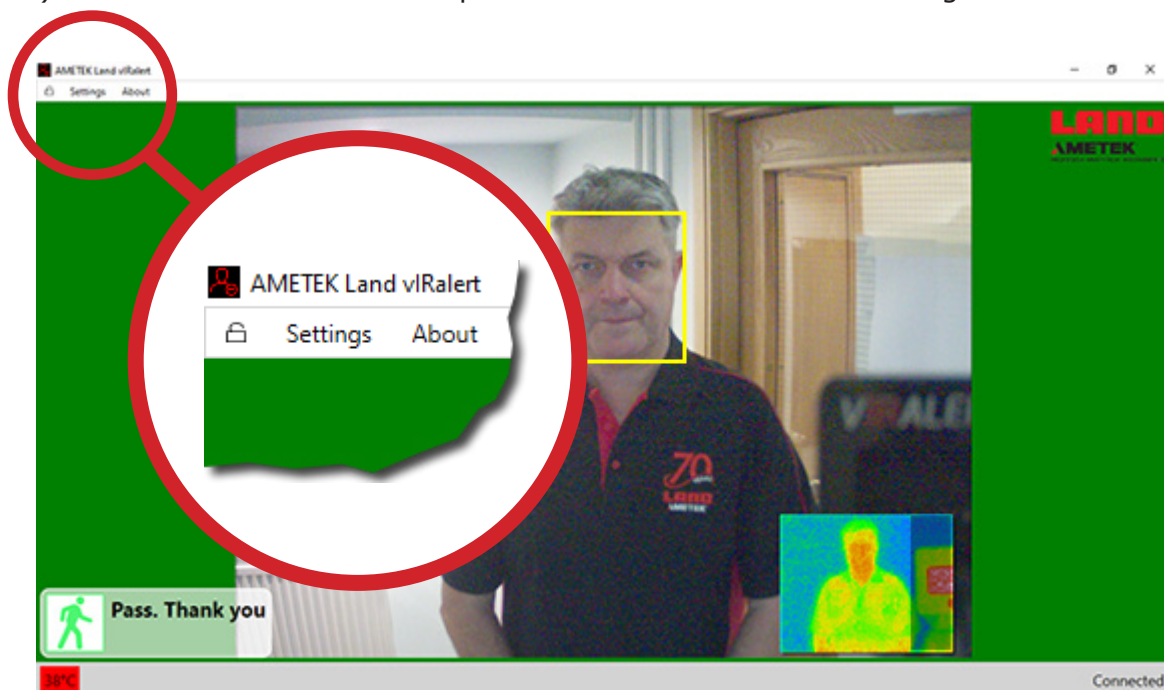 AMETEK Land vIRalert
Settings About
LAND
AMETEK
AMETEK Land vIRalert
Settings About
70
LAND
AMETEK
Pass. Thank you
38°C
Connected